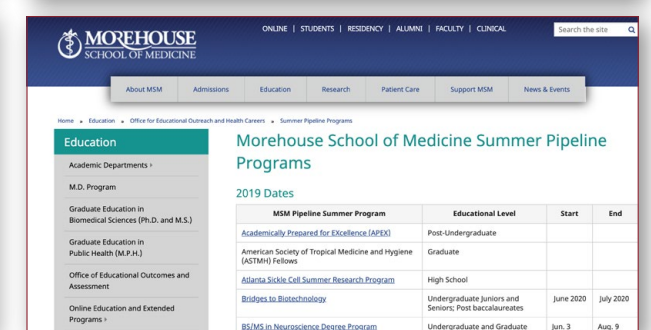 ONLINE | STUDENTS | RESIDENCY | ALUMNI | FACULTY | CLINICAL
Search the site
MOREHOUSE
SCHOOL OF MEDICINE
About MSM Admissions Education Research Patient Care Support MSM News & Events
Home Education Office for Educational Outreach and Health Careers Summer Pipeline Programs
Education
Academic Departments
M.D. Program
Graduate Education in
Biomedical Sciences (Ph.D. and M.S.)
Graduate Education in
Public Health (M.P.H.)
Office of Educational Outcomes and
Assessment
Online Education and Extended
Programs
Morehouse School of Medicine Summer Pipeline
Programs
2019 Dates
MSM Pipeline Summer Program Educational Level Start End
Academically Prepared for EXcellence (APEX) Post-Undergraduate
American Society of Tropical Medicine and Hygiene Graduate
(ASTMH) Fellows
Atlanta Sickle Cell Summer Research Program High School
Bridges to Biotechnology Undergraduate Juniors and June 2020 July 2020
Seniors; Post baccalaureates
BS/MS in Neuroscience Degree Program Undergraduate and Graduate Jun. 3 Aug. 9